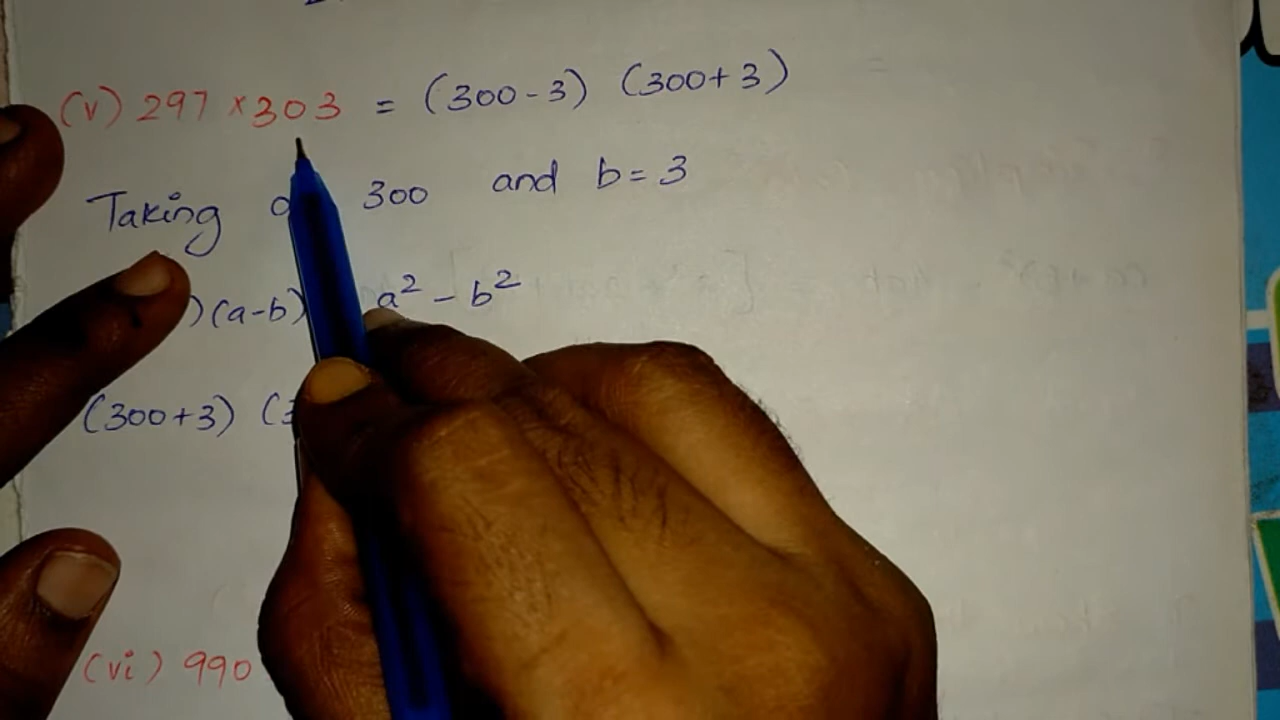 (v) 297 × 303 = (300 - 3) (300 + 3)
Taking 300 and b = 3
) (a-b) a² - b²
(300 + 3) (3
(vi) 990